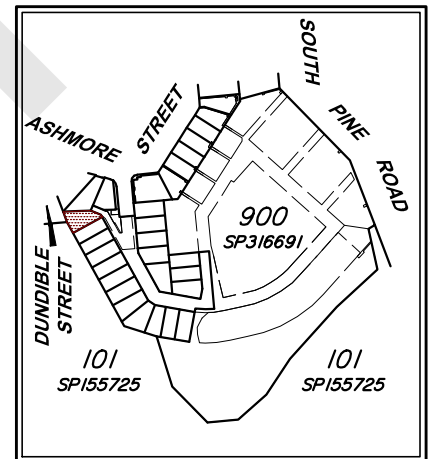 SOUTH
PINE
ROAD
ASHMORE
STREET
900
SP316691
DUNDIBLE
STREET
101
SP155725
101
SP155725